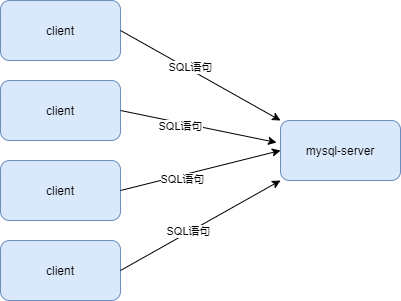 client
SQL语句
client
SQL语句
mysql-server
client
SQL语句
client
SQL语句